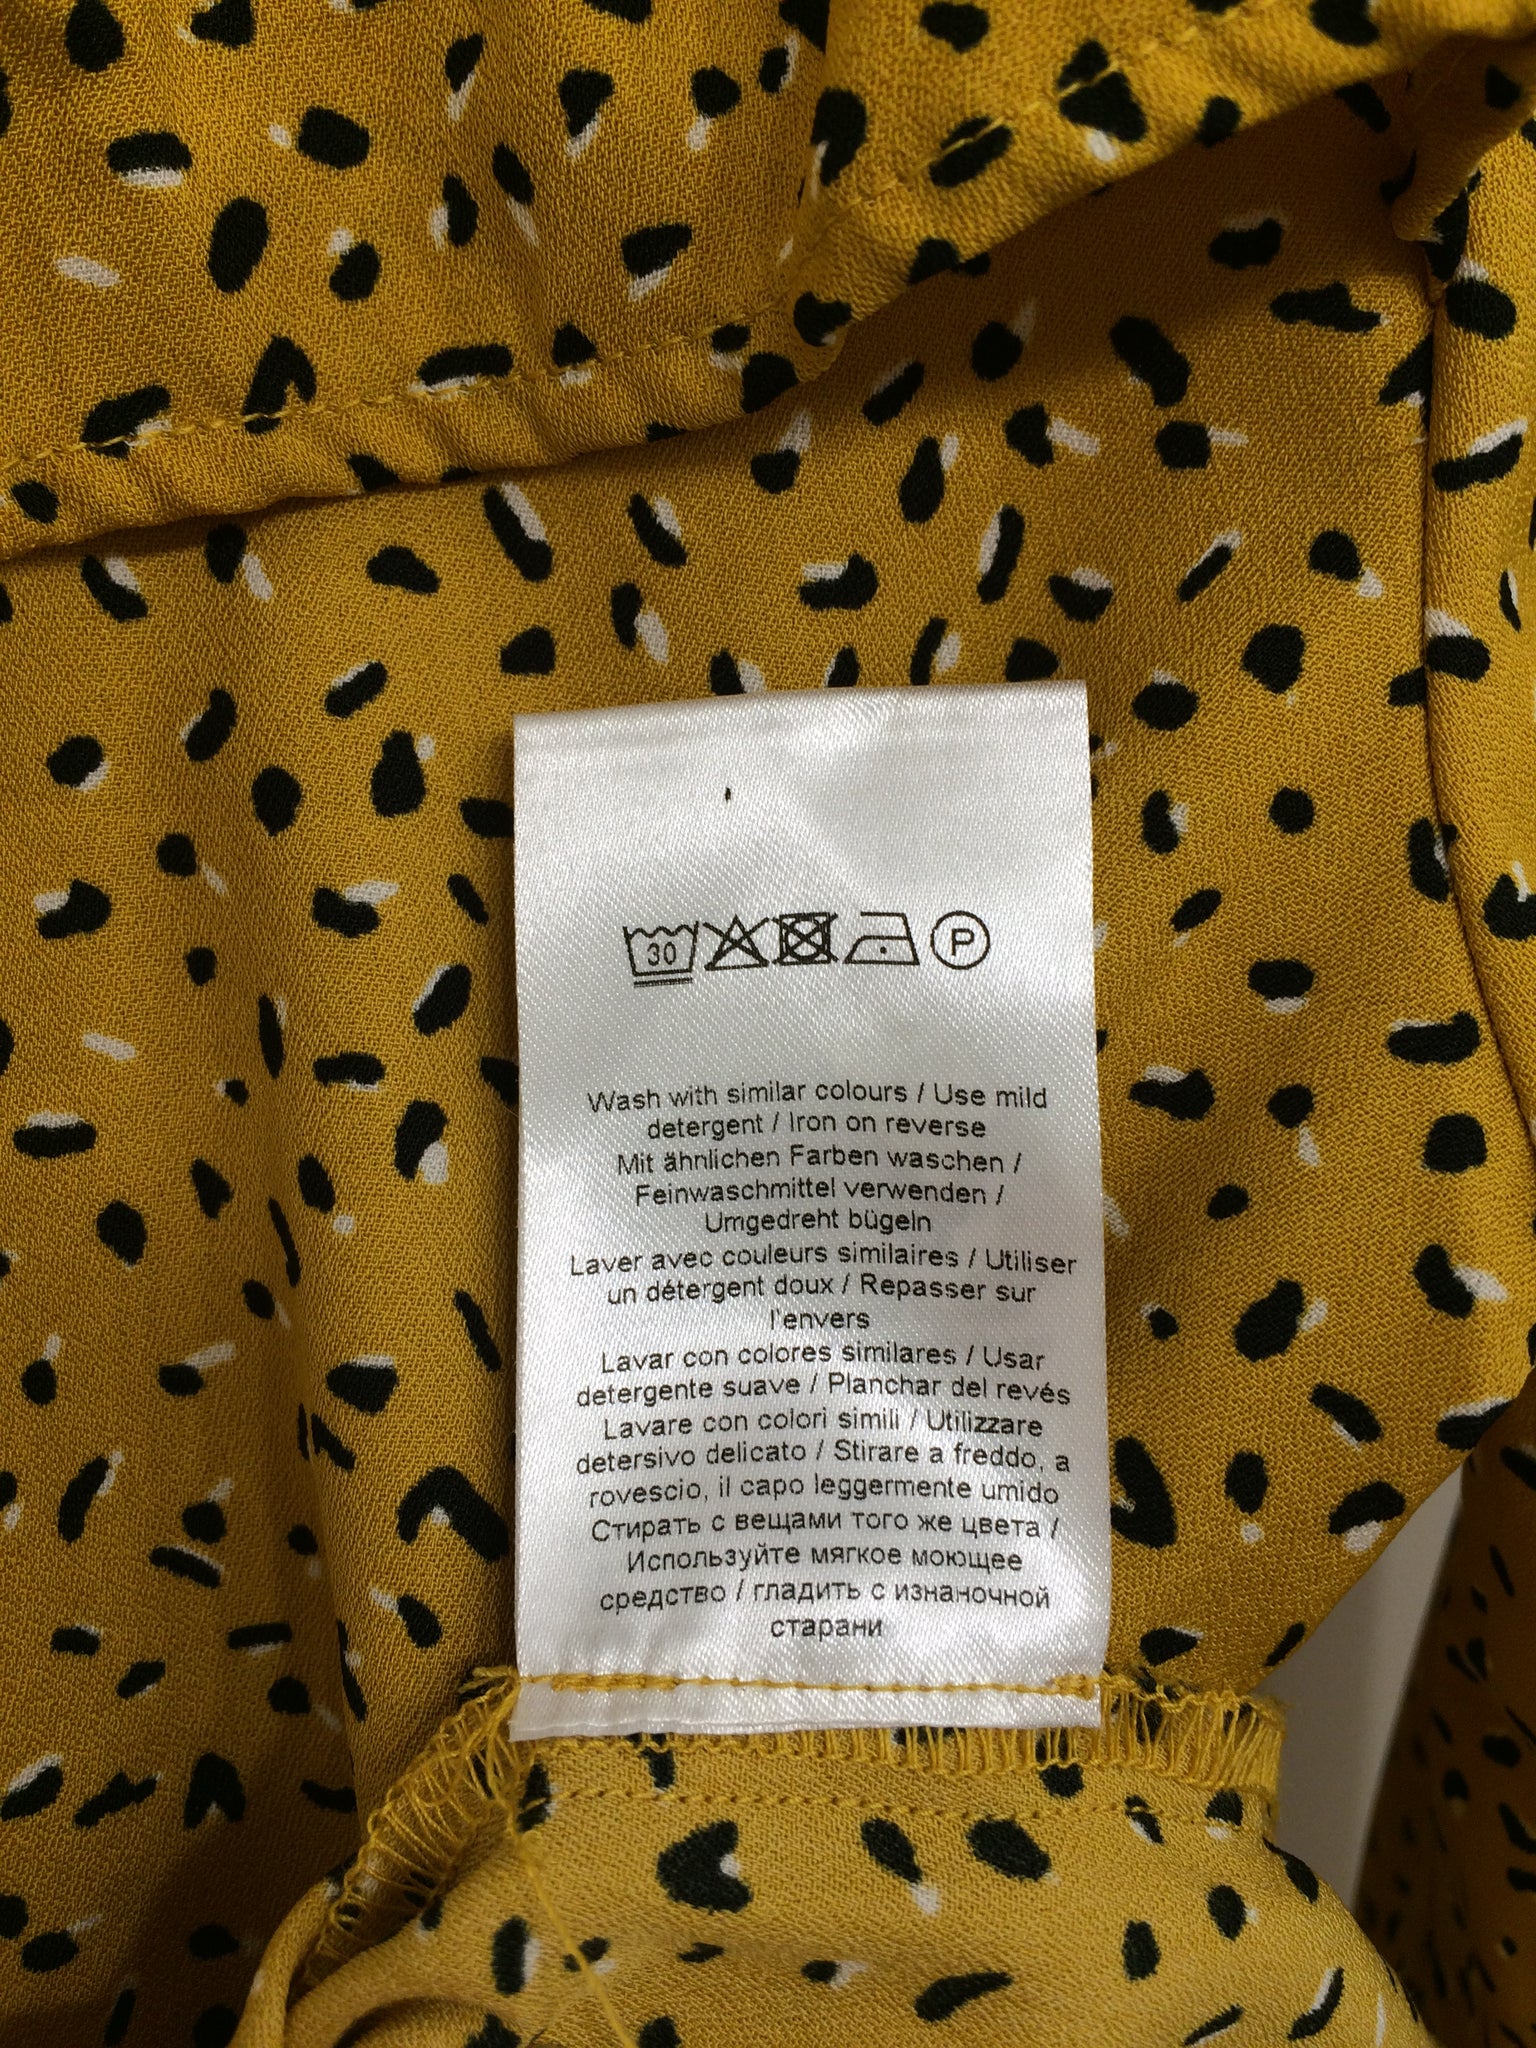 30 P
Wash with similar colours / Use mild
detergent / Iron on reverse
Mit ähnlichen Farben waschen /
Feinwaschmittel verwenden /
Umgedreht bügeln
Laver avec couleurs similaires / Utiliser
un détergent doux / Repasser sur
l'envers
Lavar con colores similares / Usar
detergente suave / Planchar del revés
Lavare con colori simili / Utilizzare
detersivo delicato / Stirare a freddo, a
rovescio, il capo leggermente umido
Стирать с вещами того же цвета /
Используйте мягкое моющее
средство / гладить с изнаночной
старани